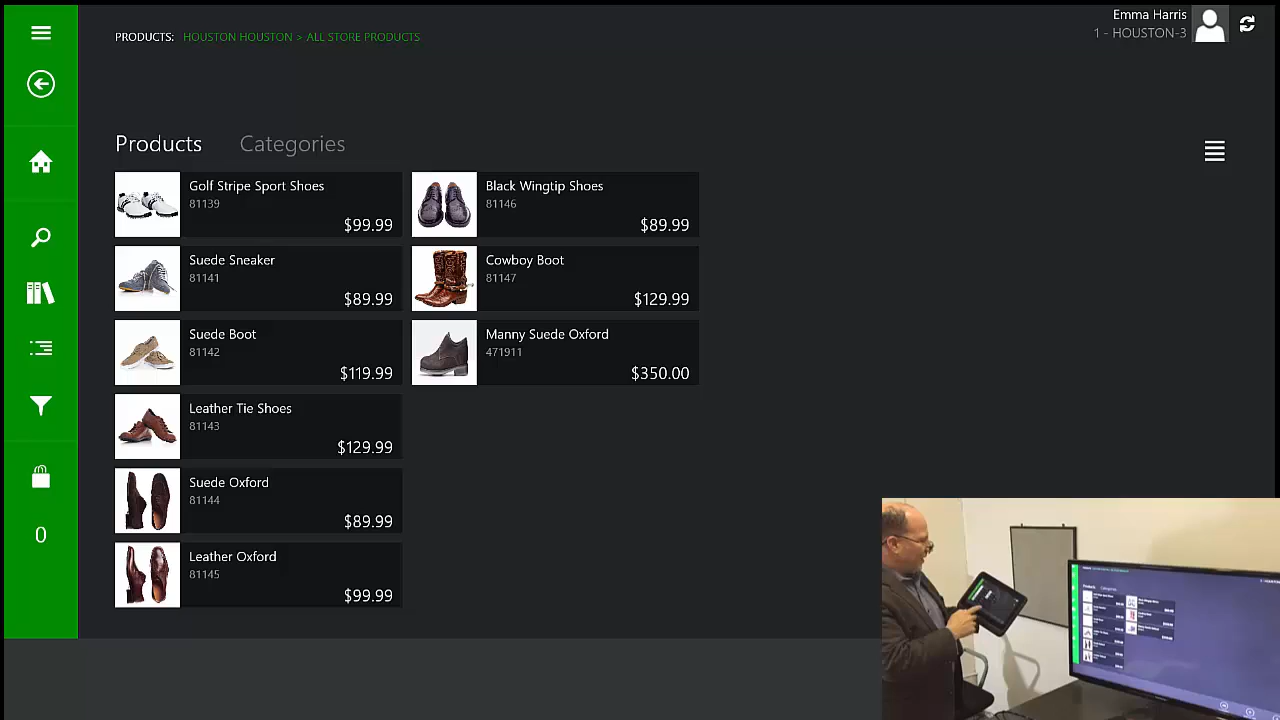 PRODUCTS: HOUSTON HOUSTON > ALL STORE PRODUCTS
Emma Harris
1 - HOUSTON-3
Products Categories
Golf Stripe Sport Shoes
81139
$99.99
Suede Sneaker
81141
$89.99
Suede Boot
81142
$119.99
Leather Tie Shoes
81143
$129.99
Suede Oxford
81144
$89.99
Leather Oxford
81145
$99.99
Black Wingtip Shoes
81146
$89.99
Cowboy Boot
81147
$129.99
Manny Suede Oxford
471911
$350.00
0